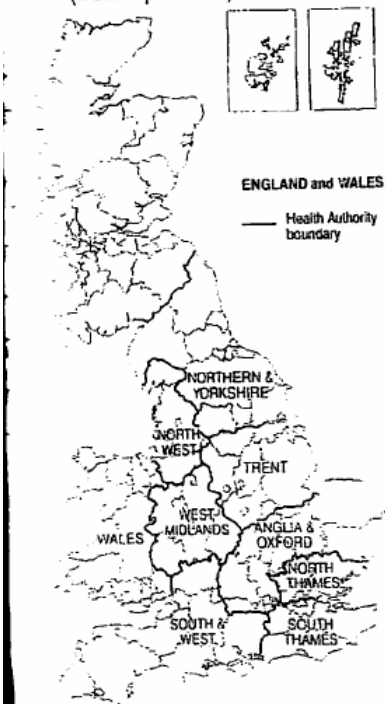 ENGLAND and WALES
Health Authority
boundary
NORTHERN &
YORKSHIRE
NORTH
WEST
TRENT
WEST
MIDLANDS
WALES
ANGLIA &
OXFORD
NORTH
THAMES
SOUTH &
WEST
SOUTH
THAMES